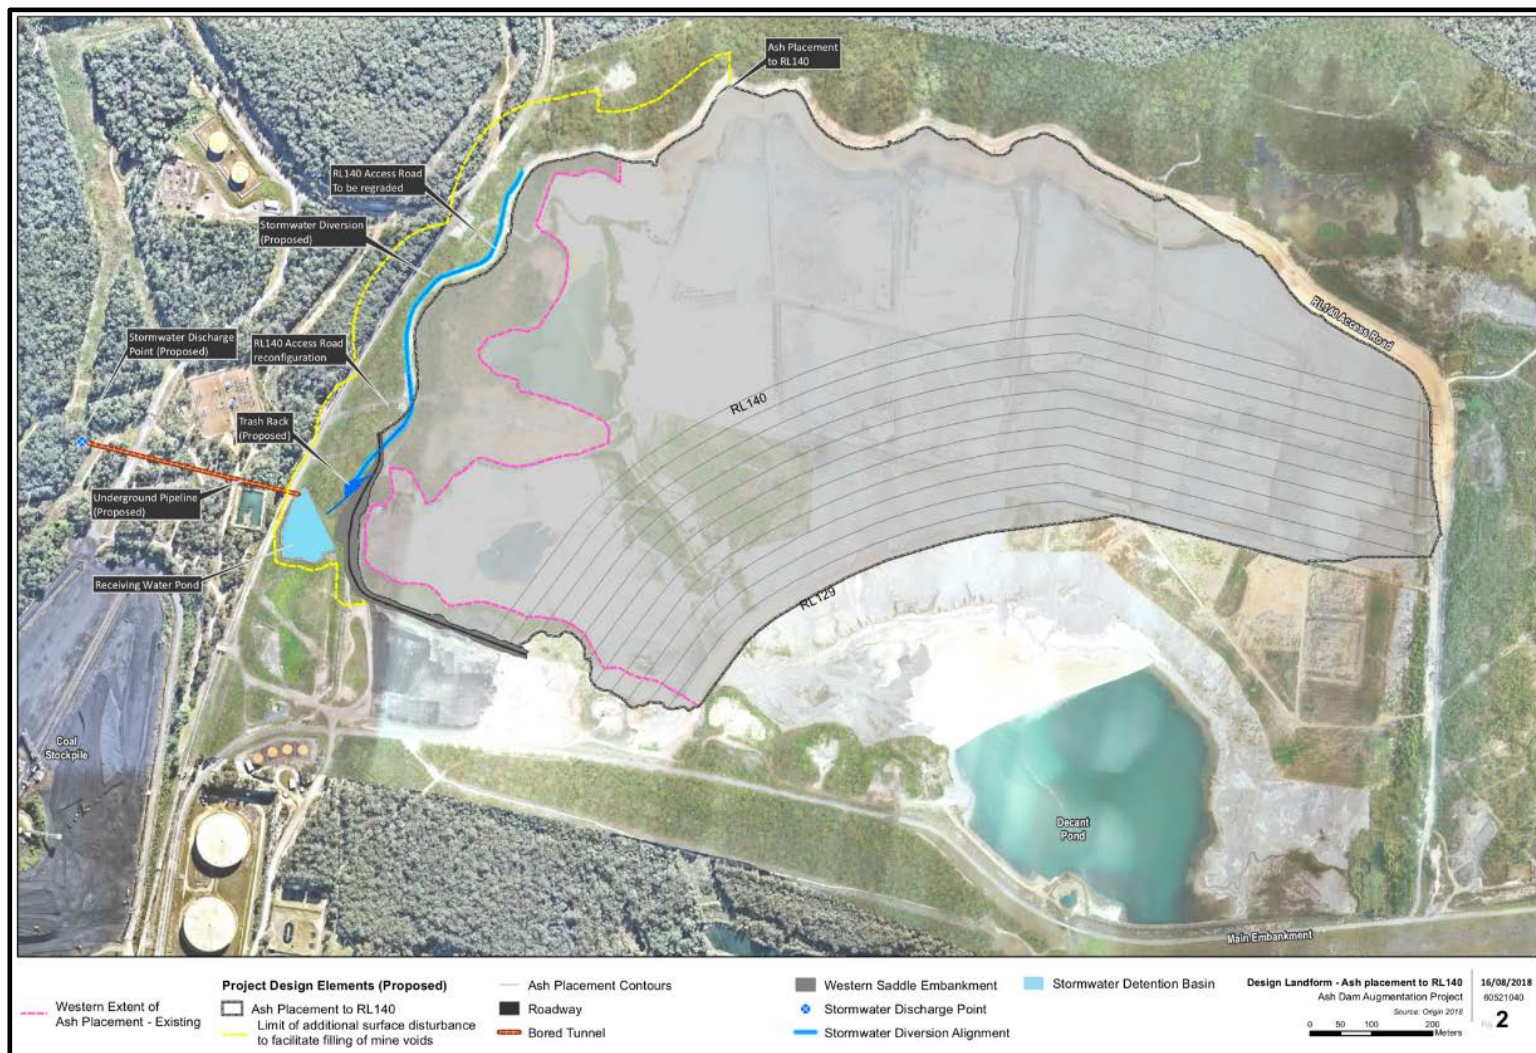 Ash Placement
to RL140
RL140 Access Road
To be regraded
Stormwater Diversion
(Proposed)
Stormwater Discharge
Point (Proposed)
RL140 Access Road
reconfiguration
RL140 Access Road
RL140
Trash Rack
(Proposed)
Underground Pipeline
(Proposed)
Receiving Water Pond
RL129
Coal
Stockpile
Decant
Pond
Main Embankment
Western Extent of
Ash Placement - Existing
Project Design Elements (Proposed)
Ash Placement to RL140
Limit of additional surface disturbance
to facilitate filling of mine voids
Ash Contours
Roadway
Bored Tunnel
Western Saddle Embankment
Stormwater Discharge Point
Stormwater Diversion Alignment
Stormwater Detention Basin
Design Landform - Ash placement to RL140
Ash Dam Augmentation Project
Source: Origin 2018
0 50 100 200
Meters
16/08/2018
60521040
Fig. 2